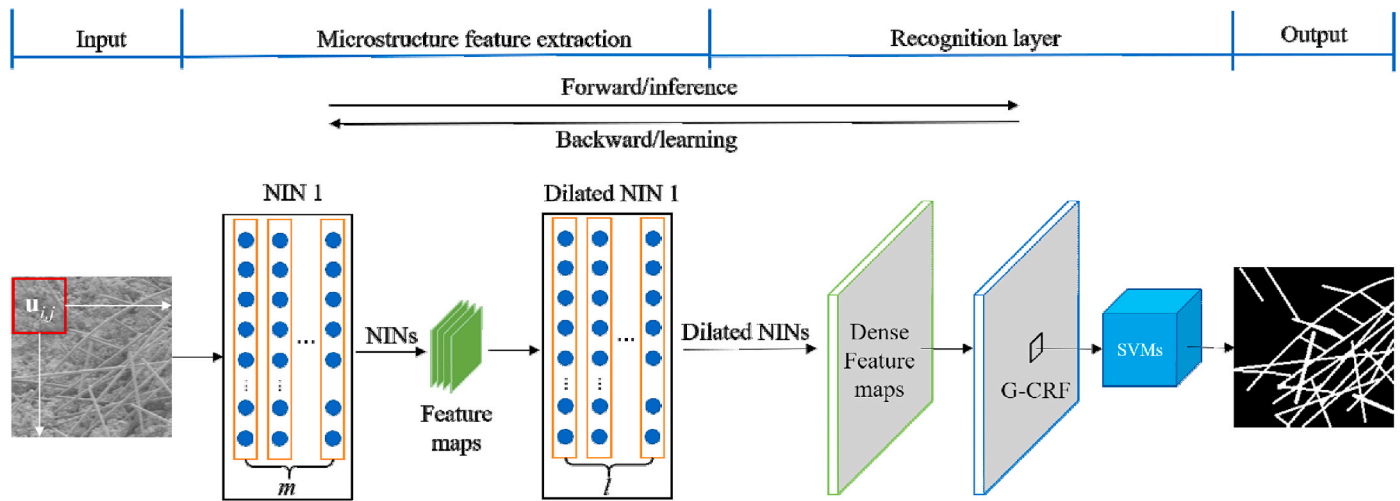 Input
Microstructure feature extraction
Recognition layer
Output
Forward/inference
Backward/learning
NIN 1
Dilated NIN 1
u i,j
...
...
NINs
Dilated NINs
Dense
Feature
maps
G-CRF
SVMs
Feature
maps
m
l